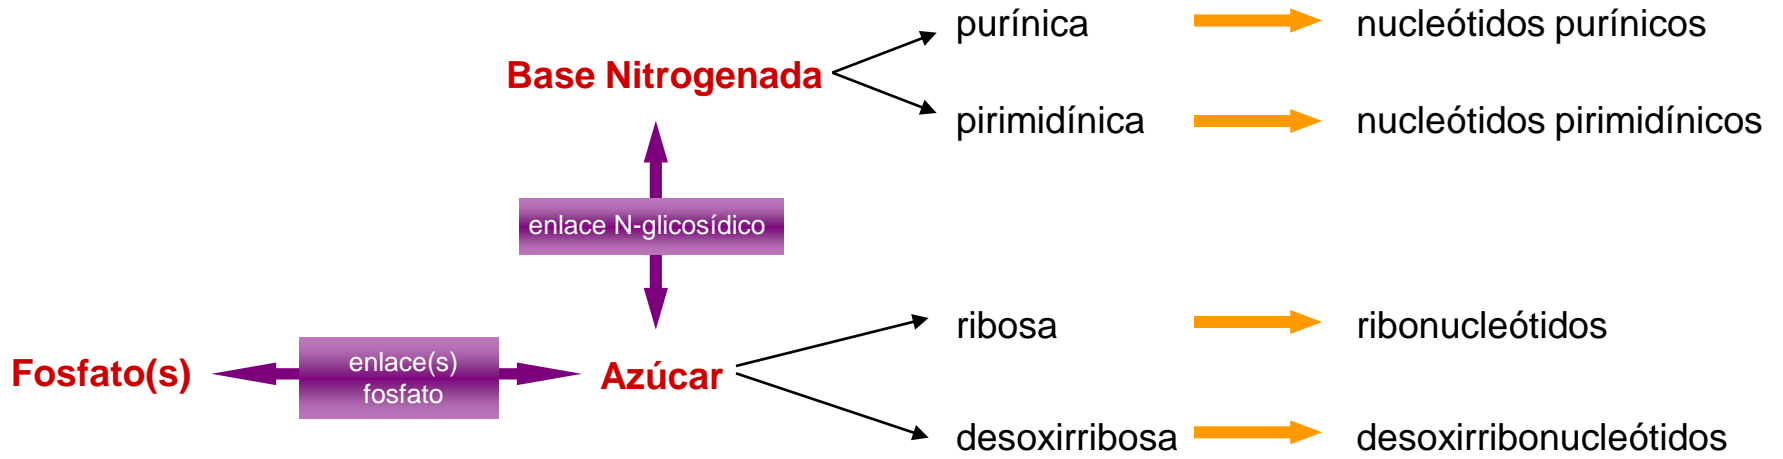 purínica
nucleótidos purínicos
Base Nitrogenada
pirimidínica
nucleótidos pirimidínicos
enlace N-glicosídico
ribosa
ribonucleótidos
Fosfato(s)
enlace(s)
fosfato
Azúcar
desoxirribosa
desoxirribonucleótidos